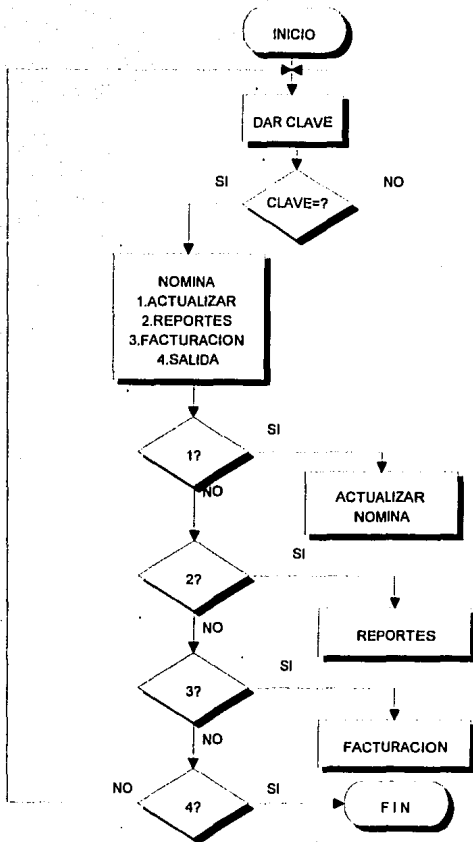 INICIO
DAR CLAVE
SI
NO
CLAVE=?
NOMINA
1.ACTUALIZAR
2.REPORTES
3.FACTURACION
4.SALIDA
SI
1?
NO
ACTUALIZAR
NOMINA
SI
2?
NO
REPORTES
SI
3?
NO
FACTURACION
NO
4?
SI
FIN